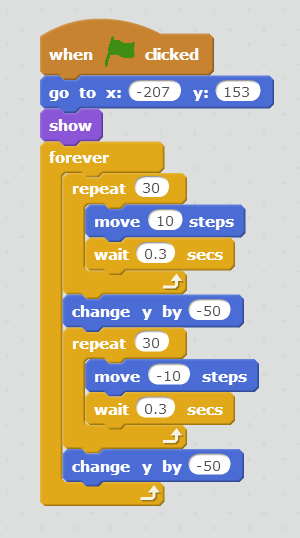 when clicked
go to x: -207 y: 153
show
forever
repeat 30
move 10 steps
wait 0.3 secs
change y by -50
repeat 30
move -10 steps
wait 0.3 secs
change y by -50